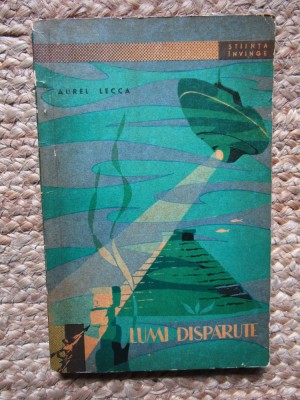 ȘTIINȚA
ÎNVINGE
AUREL LECCA
LUMI DISPĂRUTE